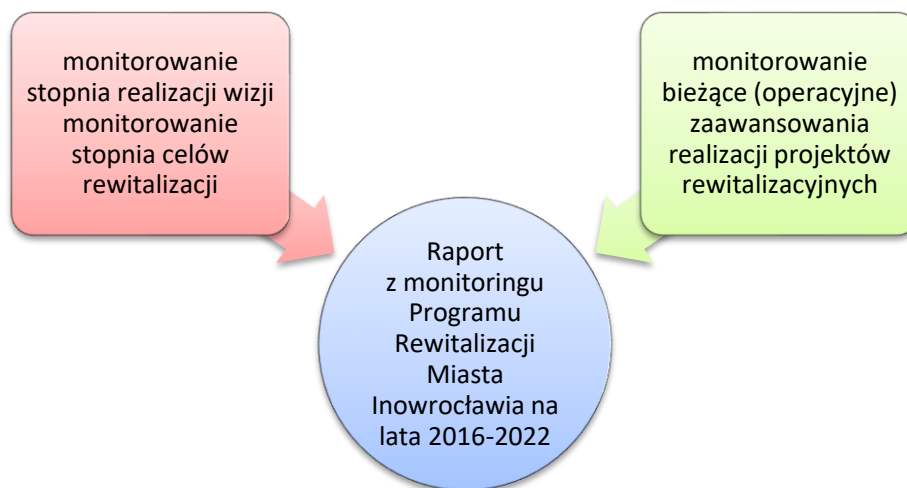 monitorowanie
stopnia realizacji wizji
monitorowanie
stopnia celów
rewitalizacji
monitorowanie
bieżące (operacyjne)
zaawansowania
realizacji projektów
rewitalizacyjnych
Raport
z monitoringu
Programu
Rewitalizacji
Miasta
Inowrocławia na
lata 2016-2022